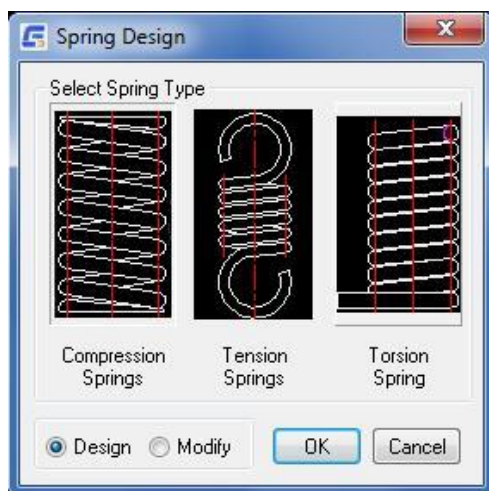 Spring Design
Select Spring Type
Compression Springs
Tension Springs
Torsion Spring
Design
Modify
OK
Cancel